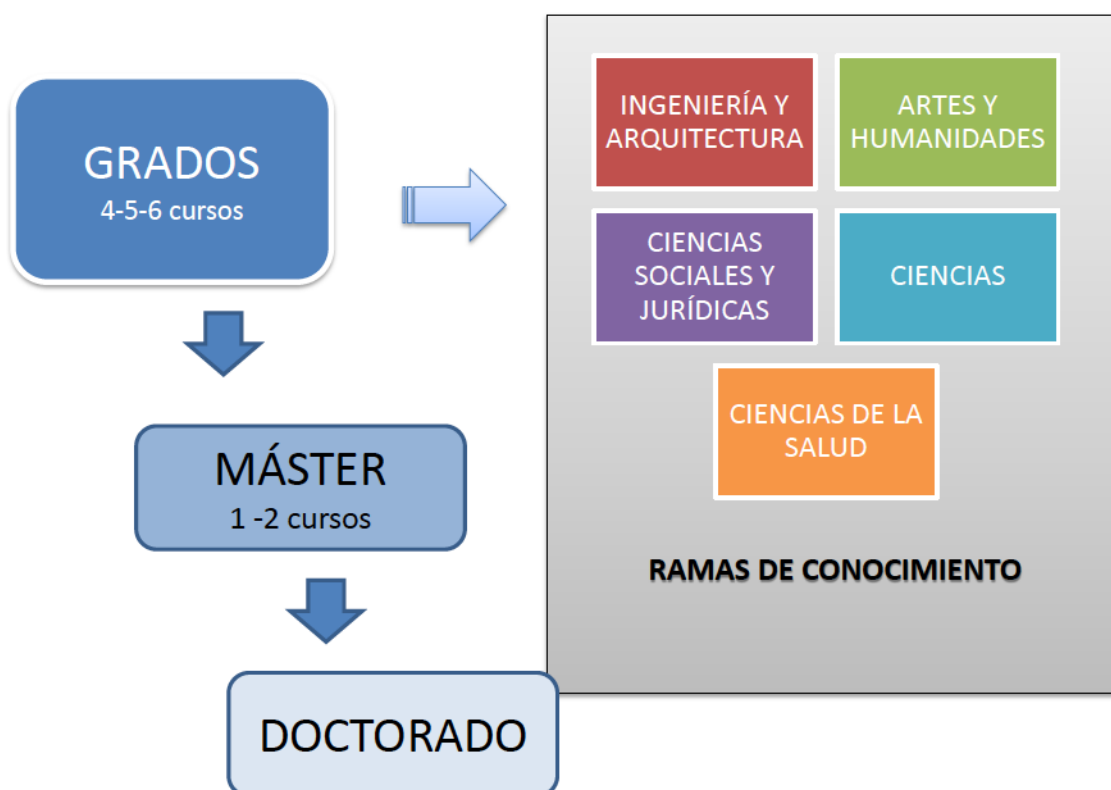 GRADOS
4-5-6 cursos
MÁSTER
1 -2 cursos
DOCTORADO
INGENIERÍA Y
ARQUITECTURA
ARTES Y
HUMANIDADES
CIENCIAS
SOCIALES Y
JURÍDICAS
CIENCIAS
CIENCIAS DE LA
SALUD
RAMAS DE CONOCIMIENTO